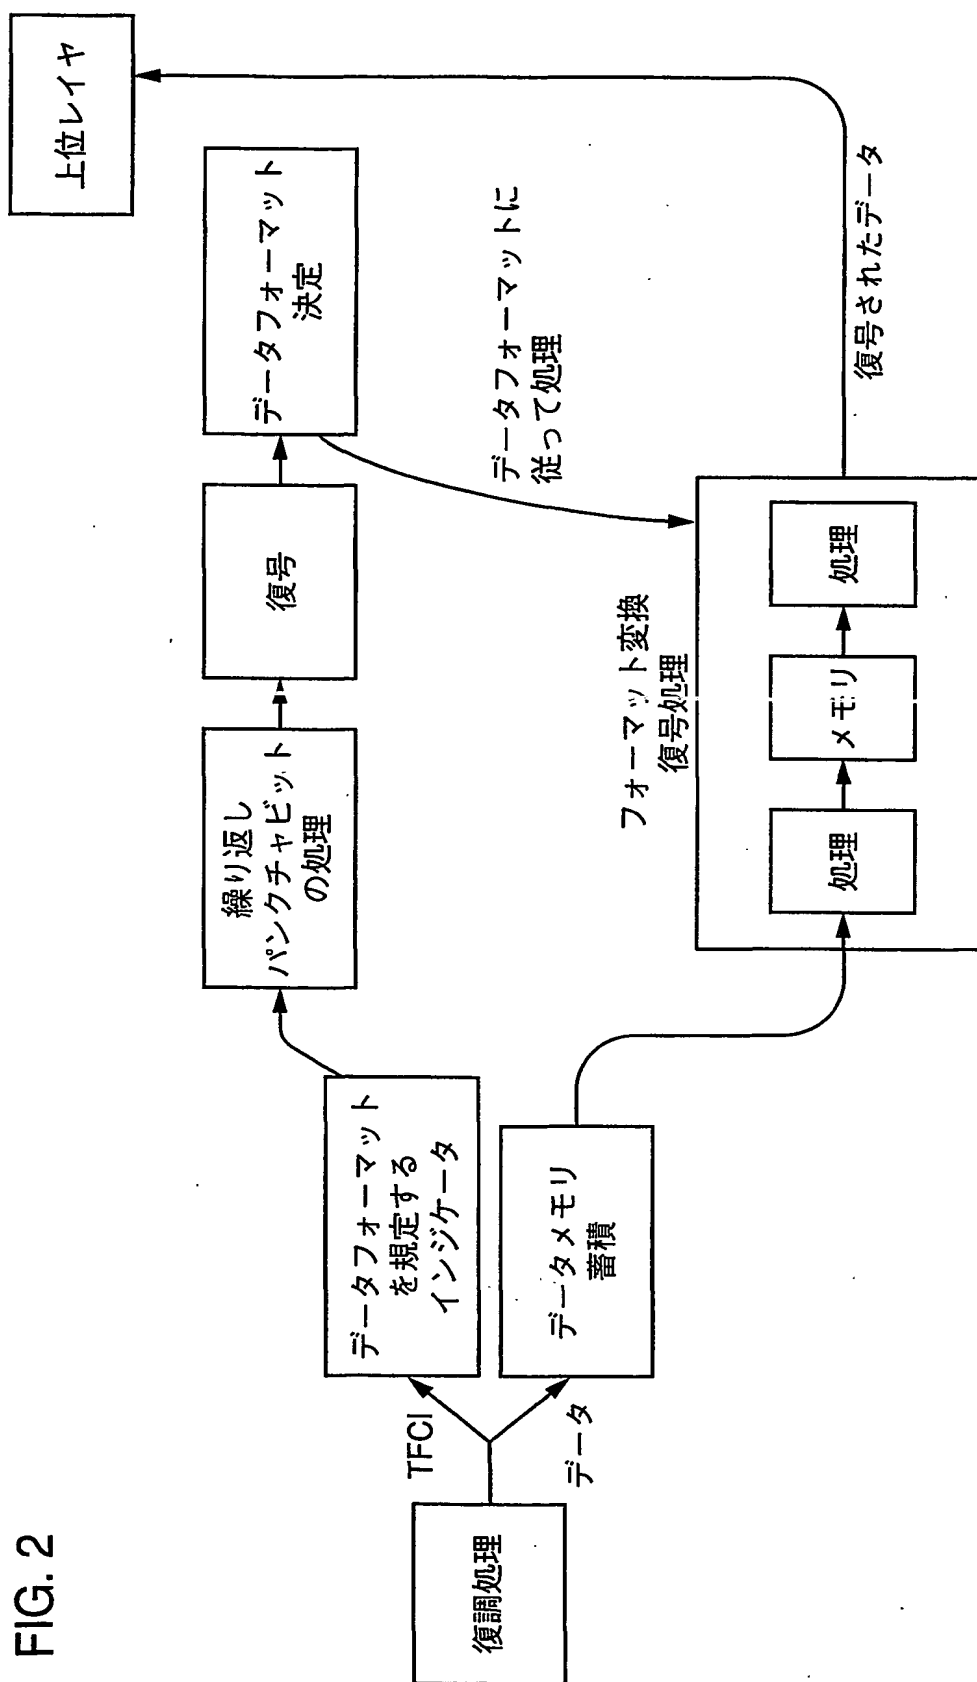 FIG. 2
復調処理
TFCI
データ
データフォーマット
を規定する
インジケータ
データメモリ
蓄積
繰り返し
パンクチャビット
の処理
復号
データフォーマット
決定
データフォーマットに
従って処理
フォーマット変換
復号処理
処理
メモリ
処理
復号されたデータ
上位レイヤ